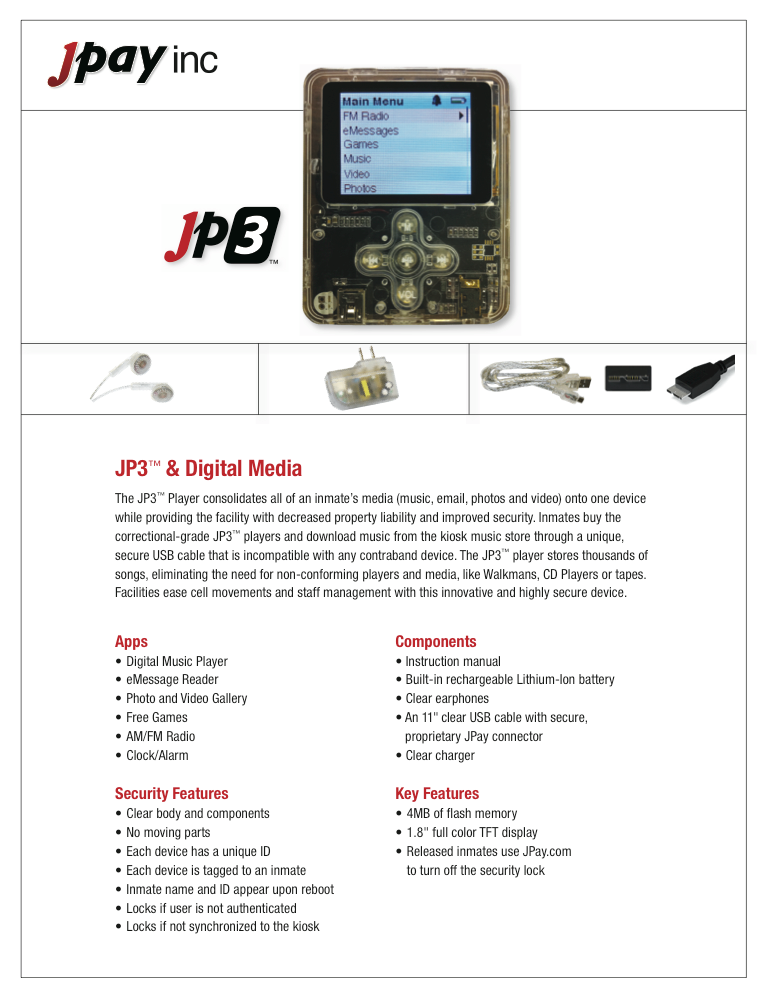 Jpay inc
Main Menu
FM Radio
eMessages
Games
Music
Video
Photos
JP3™
JP3™ & Digital Media
The JP3™ Player consolidates all of an inmate's media (music, email, photos and video) onto one device
while providing the facility with decreased property liability and improved security. Inmates buy the
correctional-grade JP3™ players and download music from the kiosk music store through a unique,
secure USB cable that is incompatible with any contraband device. The JP3™ player stores thousands of
songs, eliminating the need for non-conforming players and media, like Walkmans, CD Players or tapes.
Facilities ease cell movements and staff management with this innovative and highly secure device.
Apps
• Digital Music Player
• eMessage Reader
• Photo and Video Gallery
• Free Games
• AM/FM Radio
• Clock/Alarm
Components
• Instruction manual
• Built-in rechargeable Lithium-Ion battery
• Clear earphones
• An 11" clear USB cable with secure,
proprietary JPay connector
• Clear charger
Security Features
• Clear body and components
• No moving parts
• Each device has a unique ID
• Each device is tagged to an inmate
• Inmate name and ID appear upon reboot
• Locks if user is not authenticated
• Locks if not synchronized to the kiosk
Key Features
• 4MB of flash memory
• 1.8" full color TFT display
• Released inmates use JPay.com
to turn off the security lock